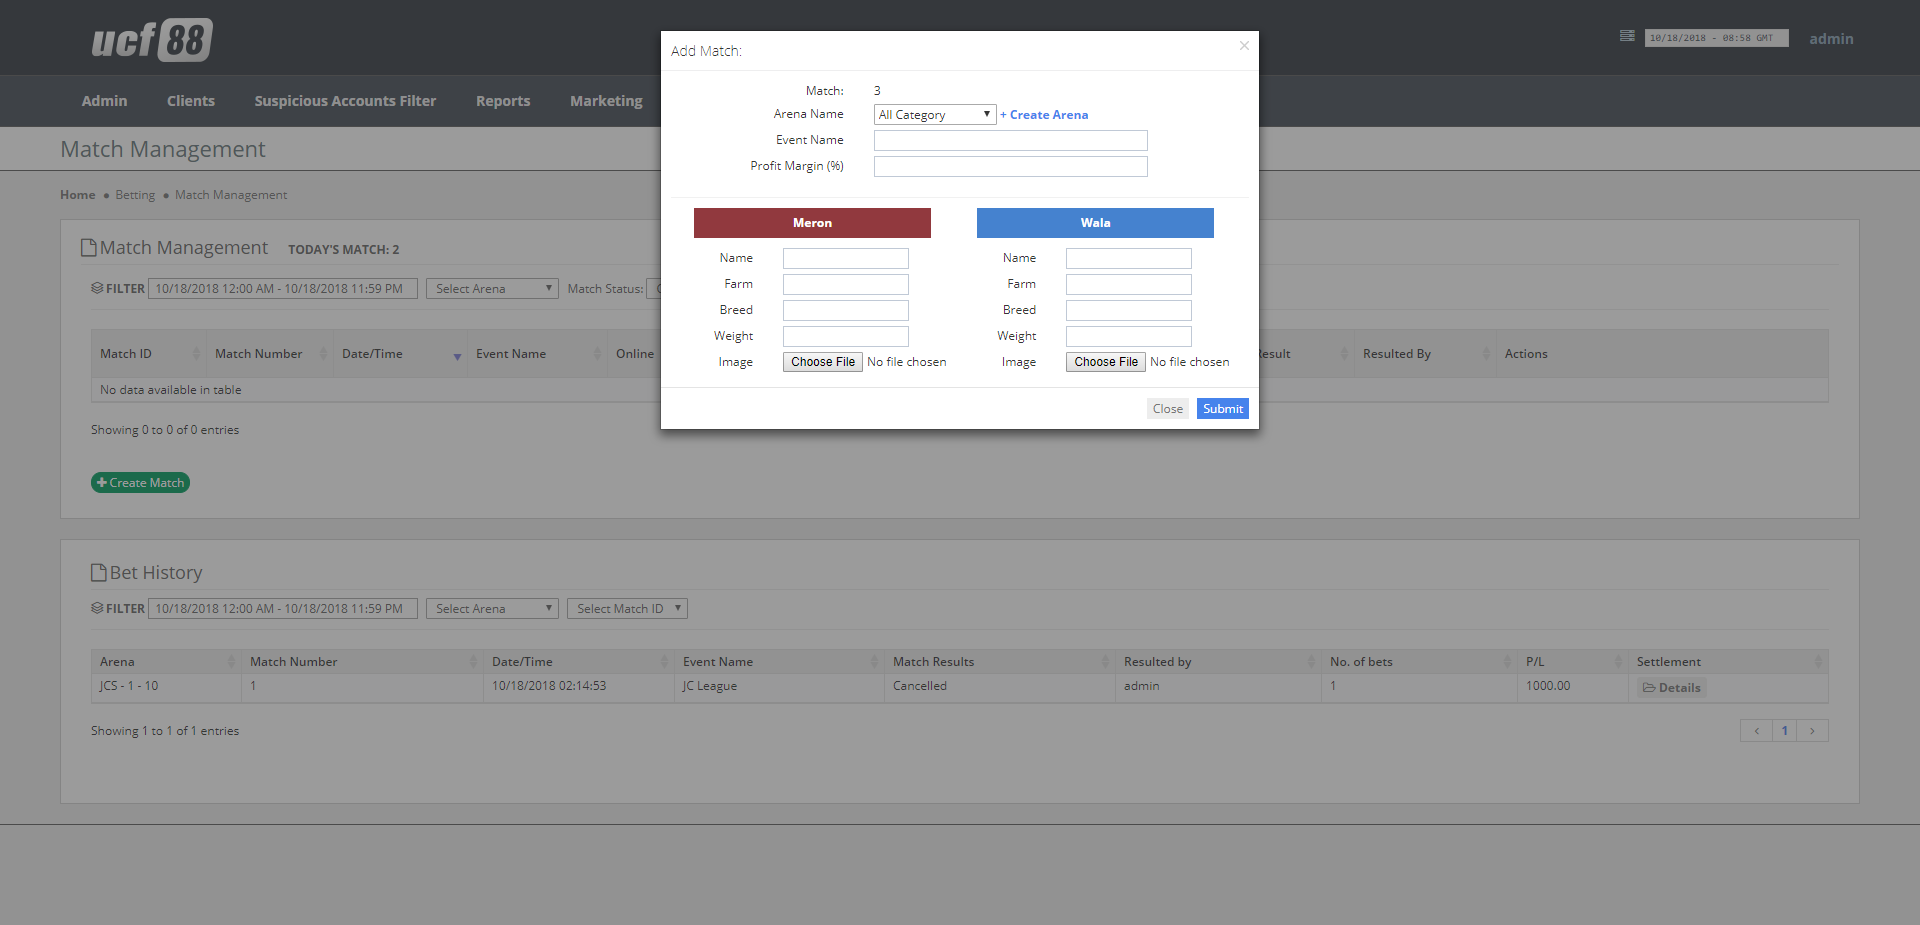 ucf 88
10/18/2018 - 08:58 GMT
admin
Admin Clients Suspicious Accounts Filter Reports Marketing
Match Management
Home • Betting • Match Management
Match Management TODAY'S MATCH: 2
FILTER 10/18/2018 12:00 AM - 10/18/2018 11:59 PM Select Arena Match Status:
Match ID Match Number Date/Time Event Name Online Result Resulted By Actions
No data available in table
Showing 0 to 0 of 0 entries
Create Match
Add Match: ×
Match: 3
Arena Name All Category + Create Arena
Event Name
Profit Margin (%)
Meron Wala
Name Name
Farm Farm
Breed Breed
Weight Weight
Image Choose File No file chosen Image Choose File No file chosen
Close Submit
Bet History
FILTER 10/18/2018 12:00 AM - 10/18/2018 11:59 PM Select Arena Select Match ID
Arena Match Number Date/Time Event Name Match Results Resulted by No. of bets P/L Settlement
JCS - 1 - 10 1 10/18/2018 02:14:53 JC League Cancelled admin 1 1000.00 Details
Showing 1 to 1 of 1 entries
‹ 1 ›